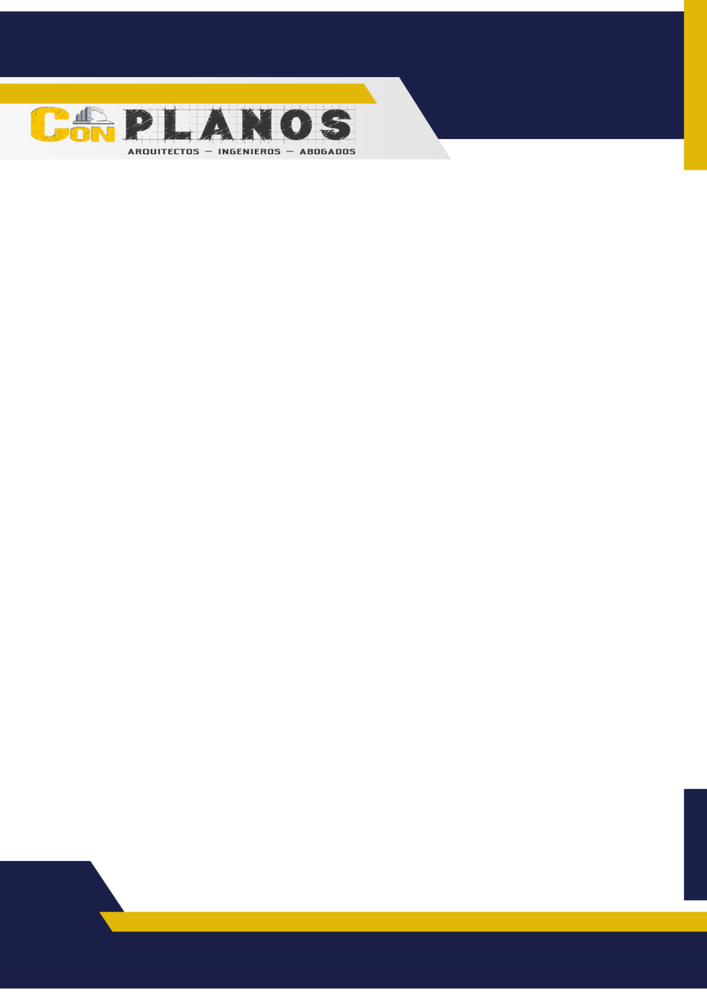 CON PLANOS
ARQUITECTOS — INGENIEROS — ABOGADOS